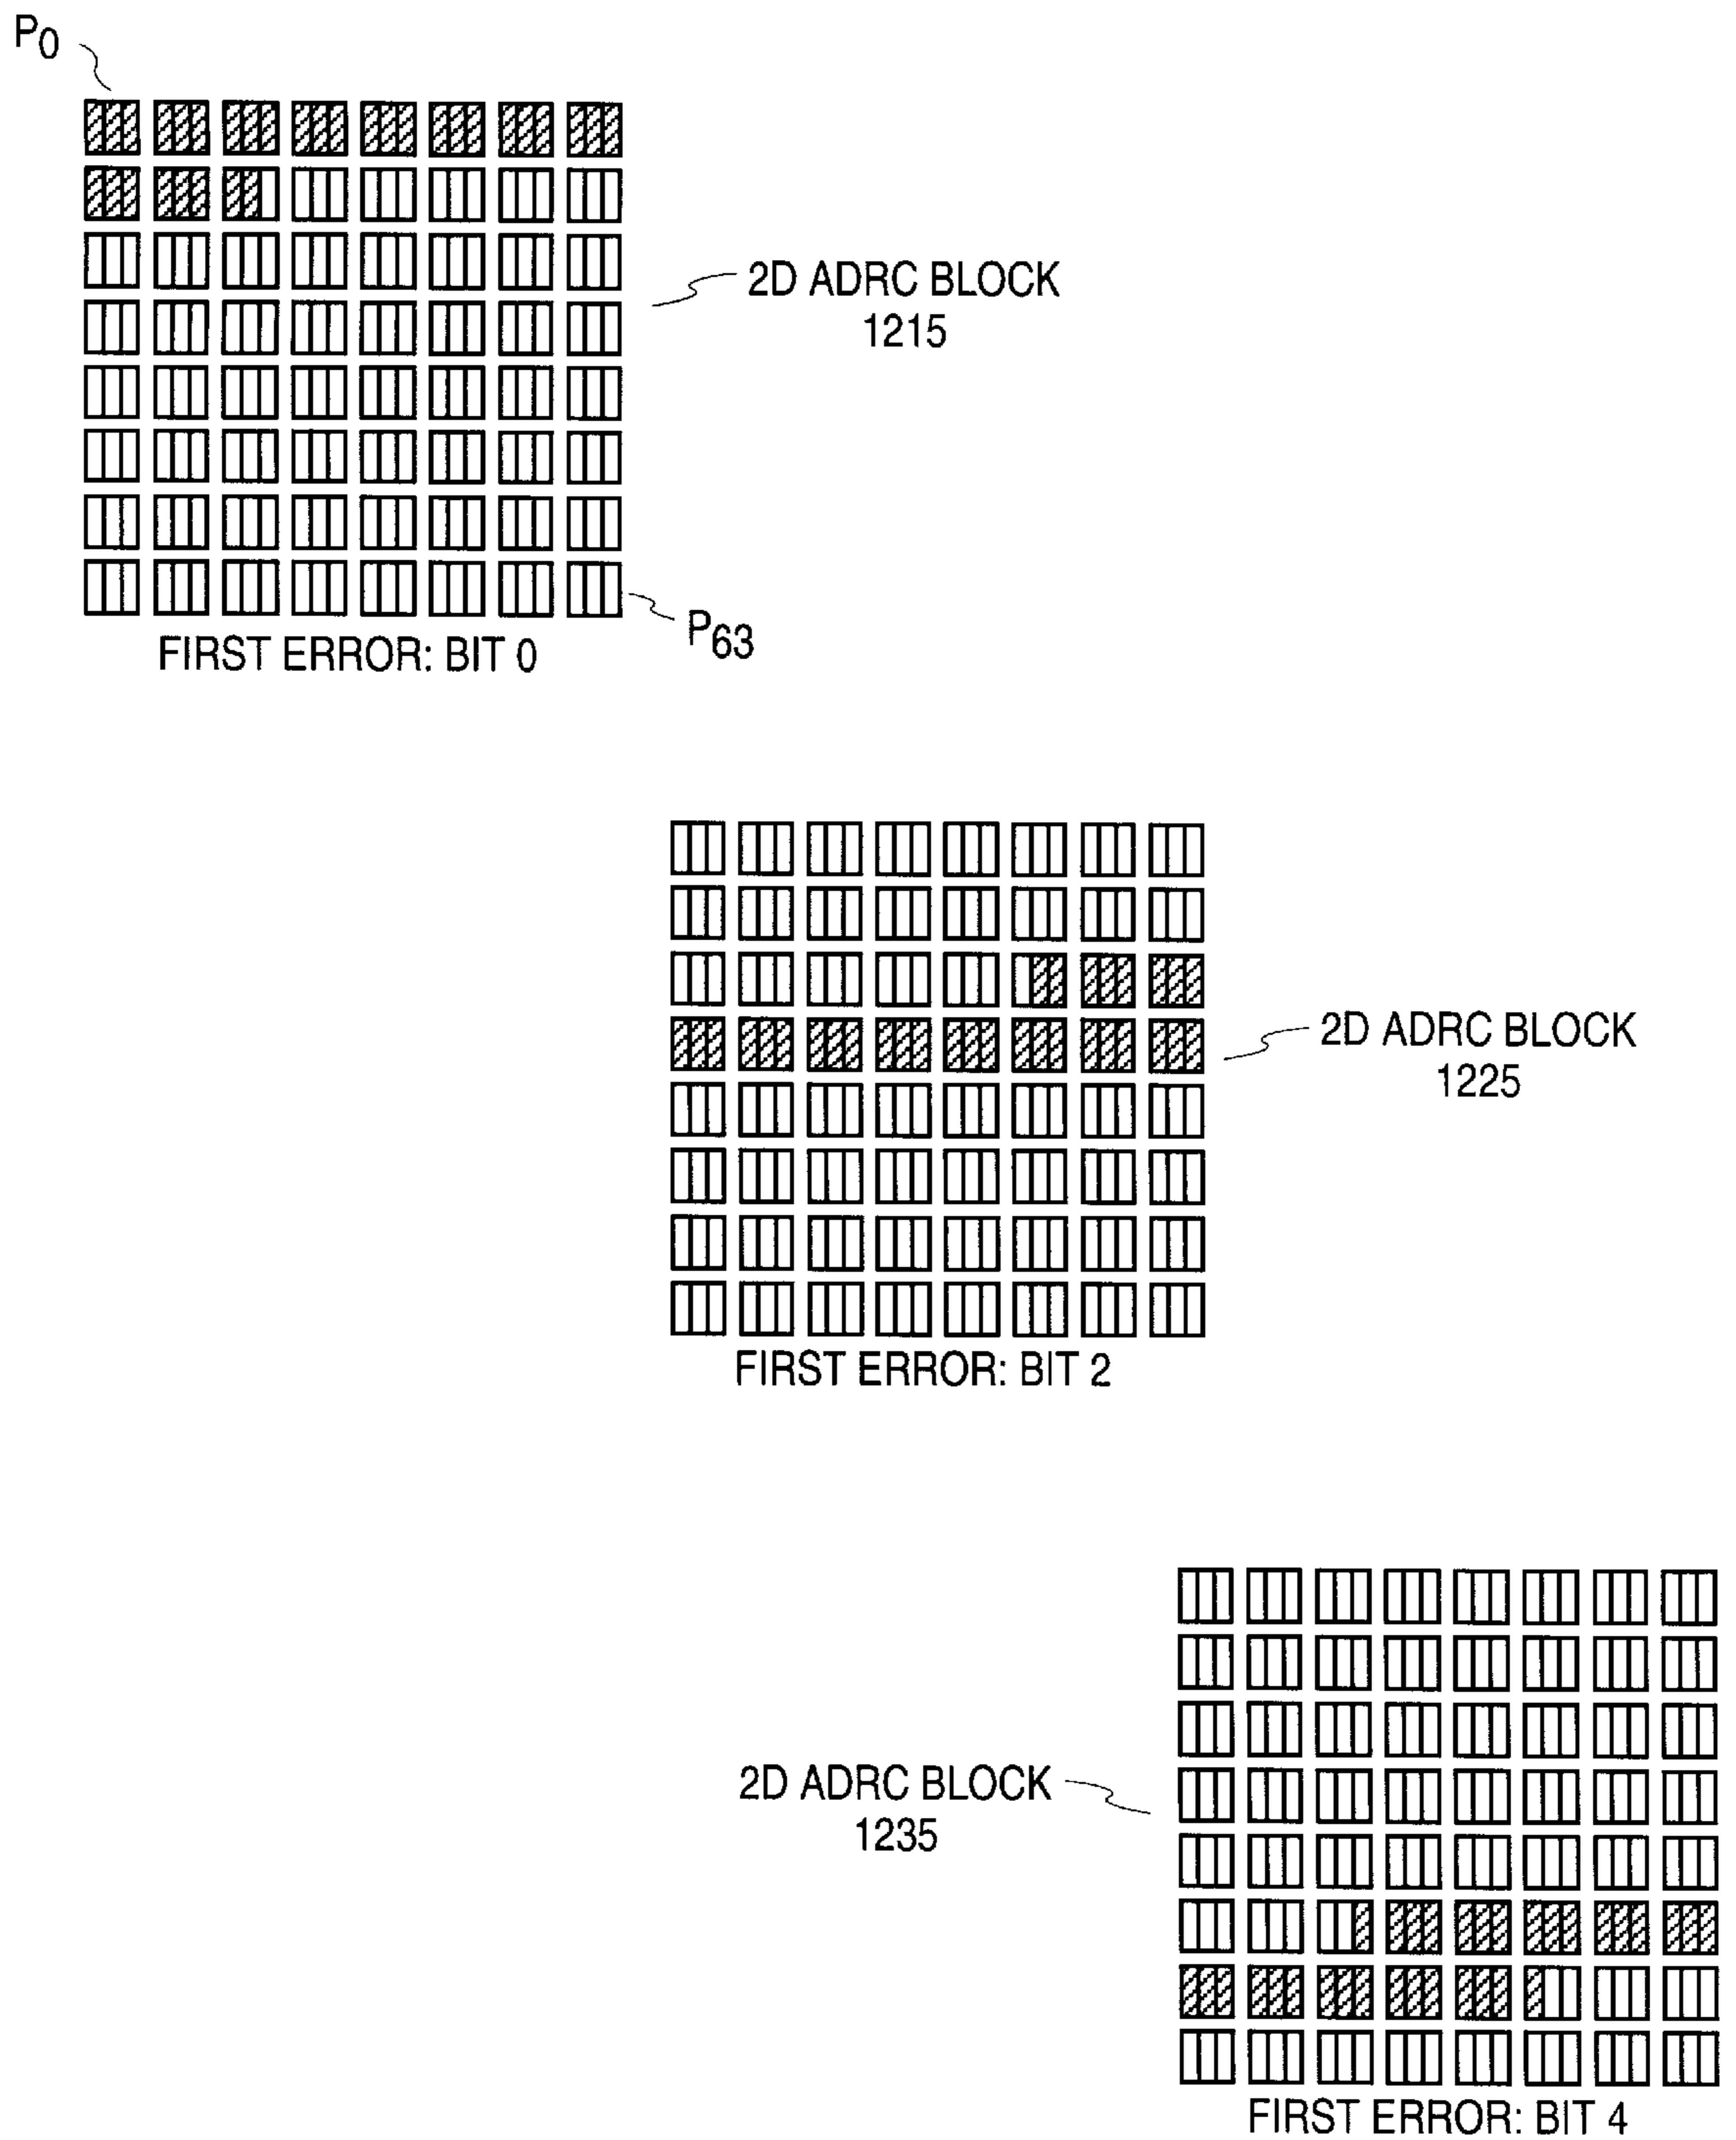 P0
2D ADRC BLOCK
1215
P63
FIRST ERROR: BIT 0
2D ADRC BLOCK
1225
FIRST ERROR: BIT 2
2D ADRC BLOCK
1235
FIRST ERROR: BIT 4